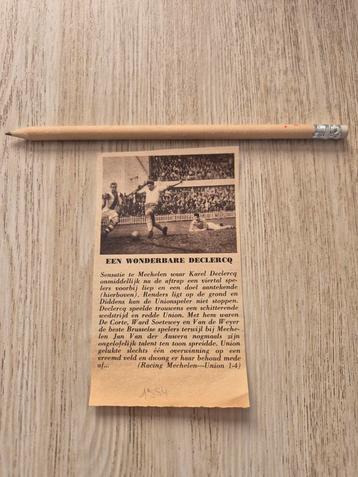 EEN WONDERBARE DECLERCQ
Sensatie te Mechelen waar Karel Declercq
onmiddellijk na de aftrap een viertal spe-
lers voorbij liep en een doel aantekende
(hierboven). Renders ligt op de grond en
Diddens kan de Unionspeler niet stoppen.
Declercq speelde trouwens een schitterende
wedstrijd en redde Union. Met hem waren
De Corte, Ward Soetewey en Van de Weyer
de beste Brusselse spelers terwijl bij Meche-
len Jan Van der Auwera nogmaals zijn
ongelofelijk talent ten toon spreidde. Union
gelukte slechts één overwinning op een
vreemd veld en dwong er haar behoud mede
af... (Racing Mechelen—Union 1-4)
1954